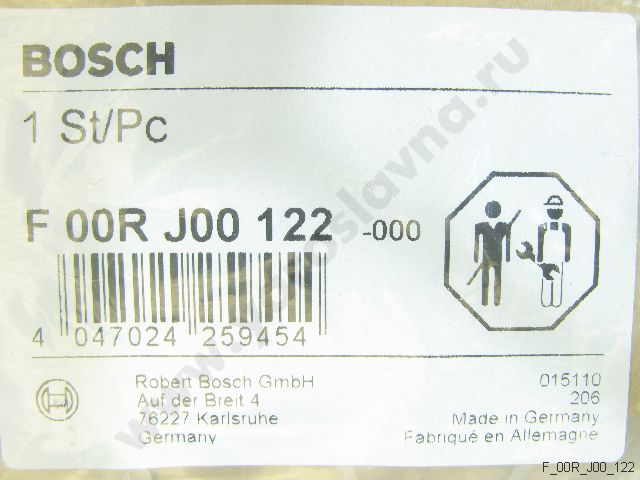 BOSCH
1 St/Pc
F 00R J00 122 -000
4 047024 259454
Robert Bosch GmbH
Auf der Breit 4
76227 Karlsruhe
Germany
015110
206
Made in Germany
Fabriqué en Allemagne
F_00R_J00_122